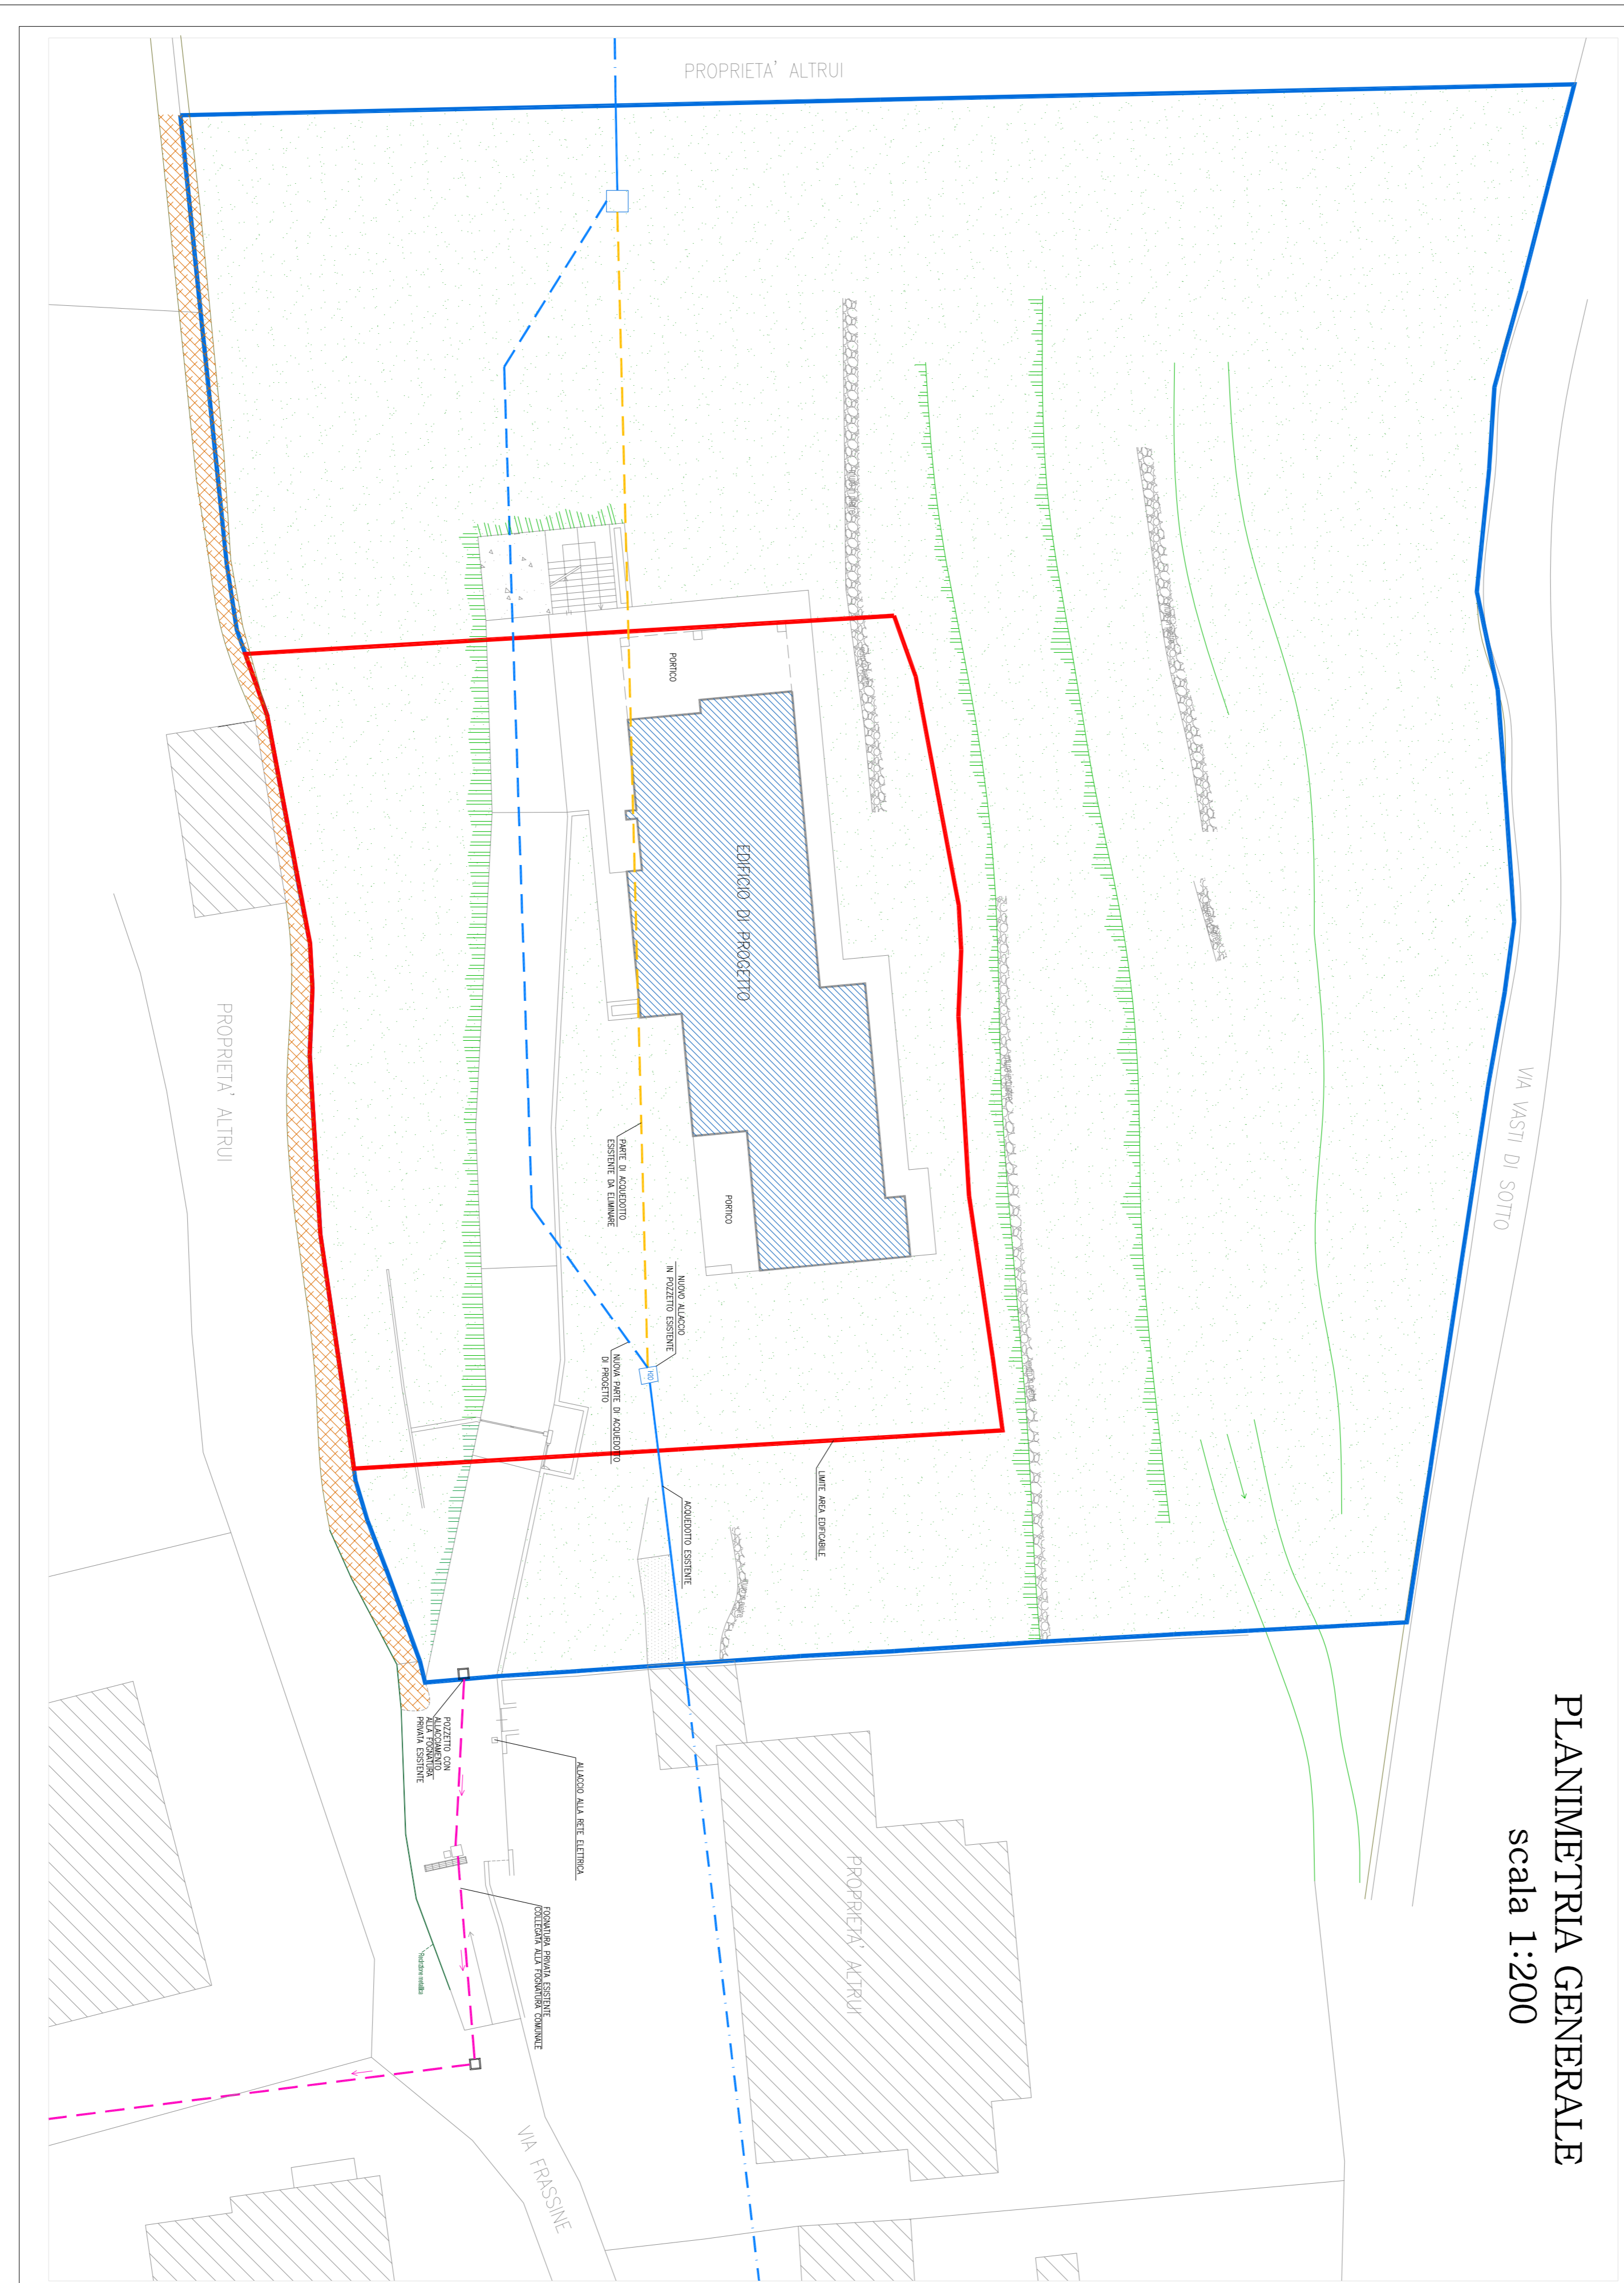 PLANIMETRIA GENERALE
scala 1:200
PROPRIETA' ALTRUI
VIA VASTI DI SOTTO
PORTICO
EDIFICIO DI PROGETTO
PORTICO
PARTE DI ACQUEDOTTO
ESISTENTE DA ELIMINARE
NUOVO ALLACCIO
IN POZZETTO ESISTENTE
H2O
NUOVA PARTE DI ACQUEDOTTO
DI PROGETTO
LIMITE AREA EDIFICABILE
ACQUEDOTTO ESISTENTE
PROPRIETA' ALTRUI
POZZETTO CON
ALLACCIAMENTO
ALLA FOGNATURA
PRIVATA ESISTENTE
ALLACCIO ALLA RETE ELETTRICA
FOGNATURA PRIVATA ESISTENTE
COLLEGATA ALLA FOGNATURA COMUNALE
PROPRIETA' ALTRUI
VIA FRASSINE